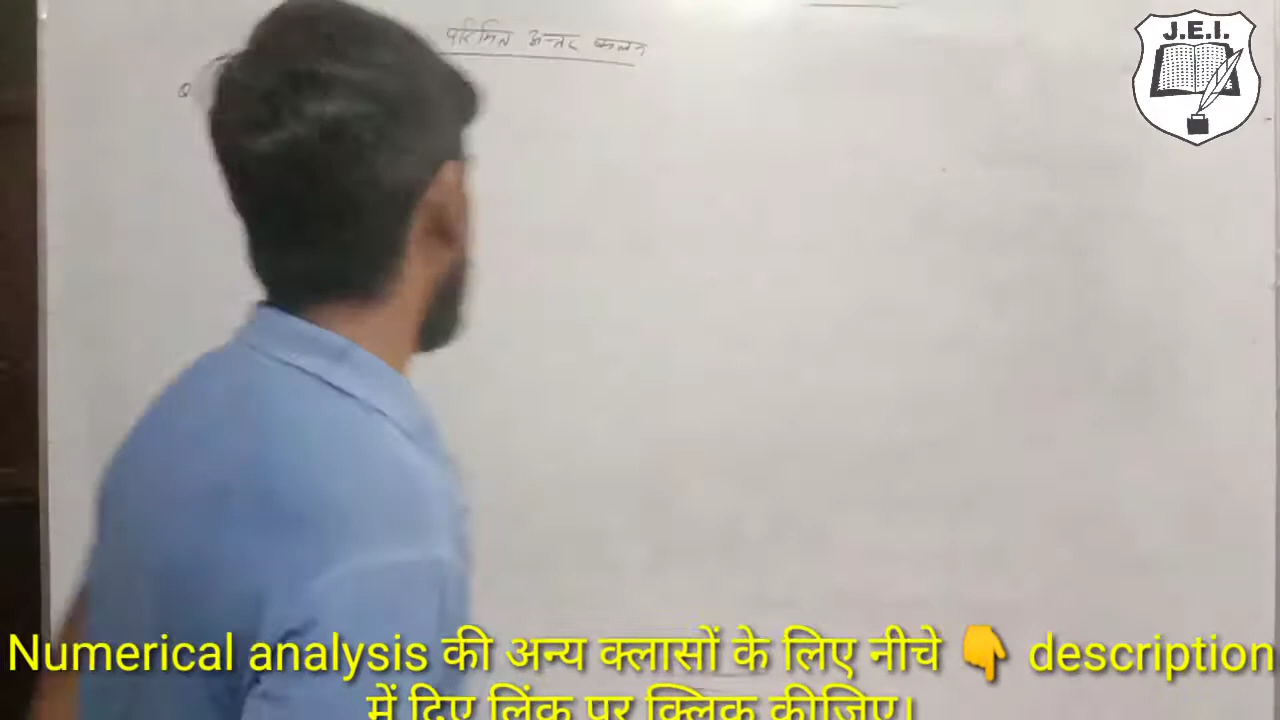 परिमित अन्तर कलन
J.E.I.
Q
Numerical analysis की अन्य क्लासों के लिए नीचे 👇 description
में दिए लिंक पर क्लिक कीजिए।